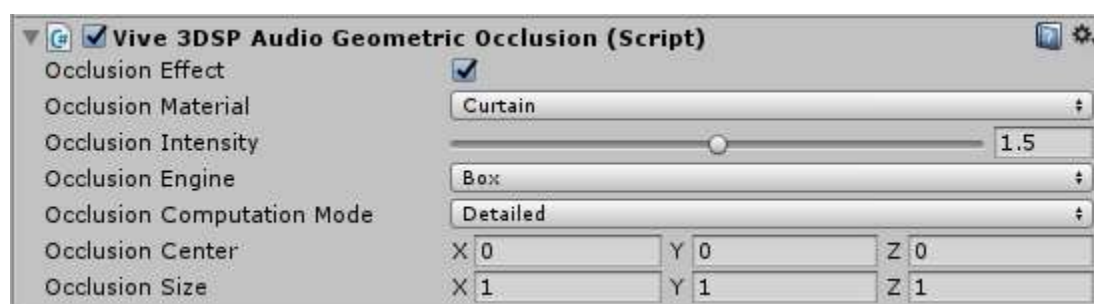 Vive 3DSP Audio Geometric Occlusion (Script)
Occlusion Effect
Occlusion Material Curtain
Occlusion Intensity 1.5
Occlusion Engine Box
Occlusion Computation Mode Detailed
Occlusion Center X 0 Y 0 Z 0
Occlusion Size X 1 Y 1 Z 1